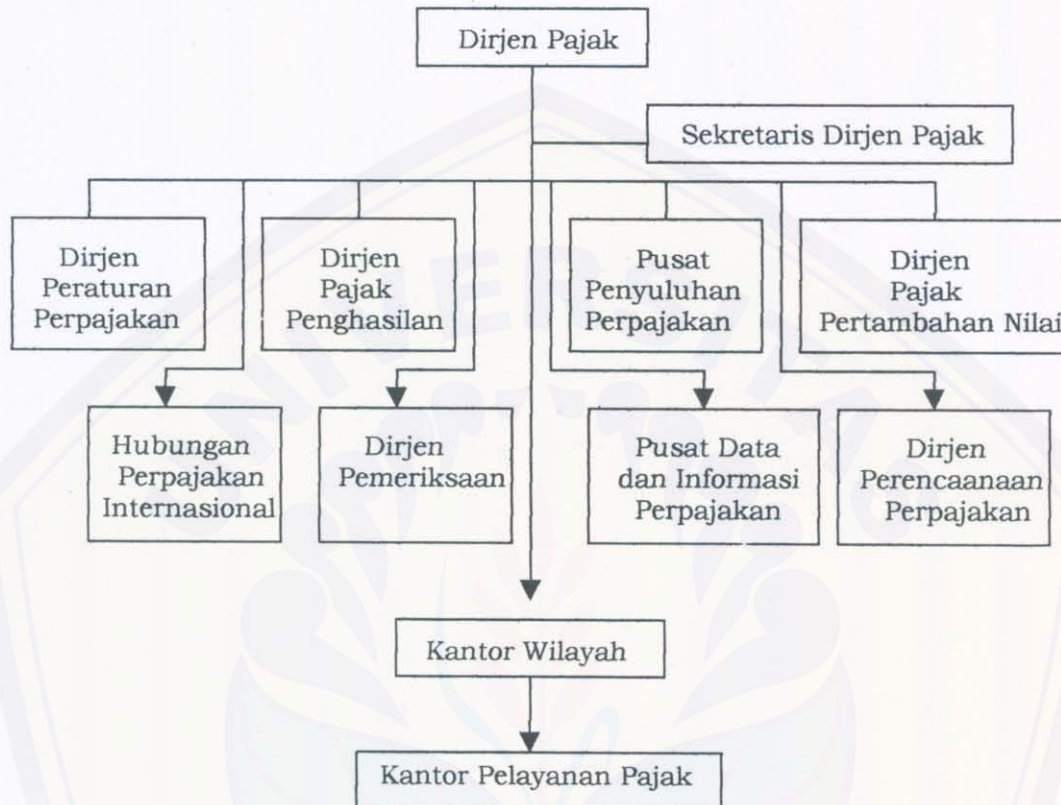 Dirjen Pajak
Sekretaris Dirjen Pajak
Dirjen
Peraturan
Perpajakan
Dirjen
Pajak
Penghasilan
Pusat
Penyuluhan
Perpajakan
Dirjen
Pajak
Pertambahan Nilai
Hubungan
Perpajakan
Internasional
Dirjen
Pemeriksaan
Pusat Data
dan Informasi
Perpajakan
Dirjen
Perencaanaan
Perpajakan
Kantor Wilayah
Kantor Pelayanan Pajak
UNIVERSITAS